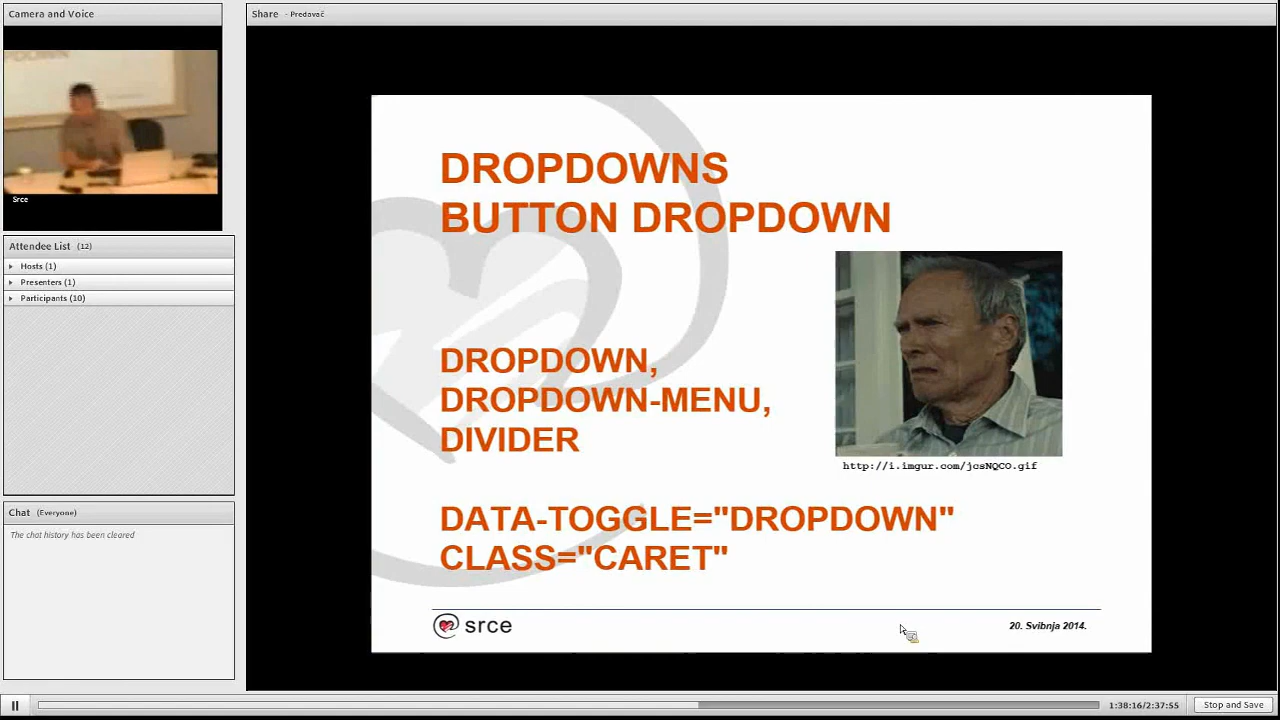 Camera and Voice
Srce
Attendee List (12)
Hosts (1)
Presenters (1)
Participants (10)
Chat (Everyone)
The chat history has been cleared
Share - Predavač
DROPDOWNS
BUTTON DROPDOWN
DROPDOWN,
DROPDOWN-MENU,
DIVIDER
http://i.imgur.com/jcsNQCO.gif
DATA-TOGGLE="DROPDOWN"
CLASS="CARET"
srce
20. Svibnja 2014.
1:38:16/2:37:55
Stop and Save